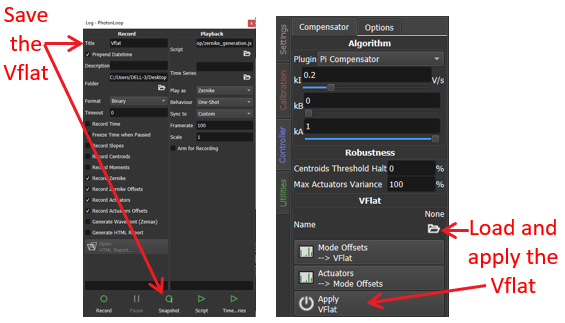 Save
the
Vflat
Log - PhotonLoop
x
Record
Title
Vflat
Prepend Datetime
Description
C:/Users/DELL-3/Desktop
Folder
Format
Binary
Timeout
0
Record Time
Freeze Time when Paused
Record Slopes
Record Centroids
Record Moments
Record Zernike
Record Zernike Offsets
Record Actuators
Record Actuators Offsets
Generate Wavefront (Zemax)
Generate HTML Report
Open
HTML Report...
Playback
Script
op/zernike_generation.js
Time Series
Play as
Zernike
Behaviour
One-Shot
Sync to
Custom
Framerate
100
Scale
1
Arm for Recording
Record
Pause
Snapshot
Script
Time...ries
Settings
Calibration
Controller
Utilities
Compensator
Options
Algorithm
Plugin
Pi Compensator
kI
0.2
V/s
kB
0
kA
1
Robustness
Centroids Threshold Halt
0
%
Max Actuators Variance
100
%
VFlat
None
Name
Mode Offsets
--> VFlat
Actuators
--> Mode Offsets
Apply
VFlat
Load and
apply the
Vflat